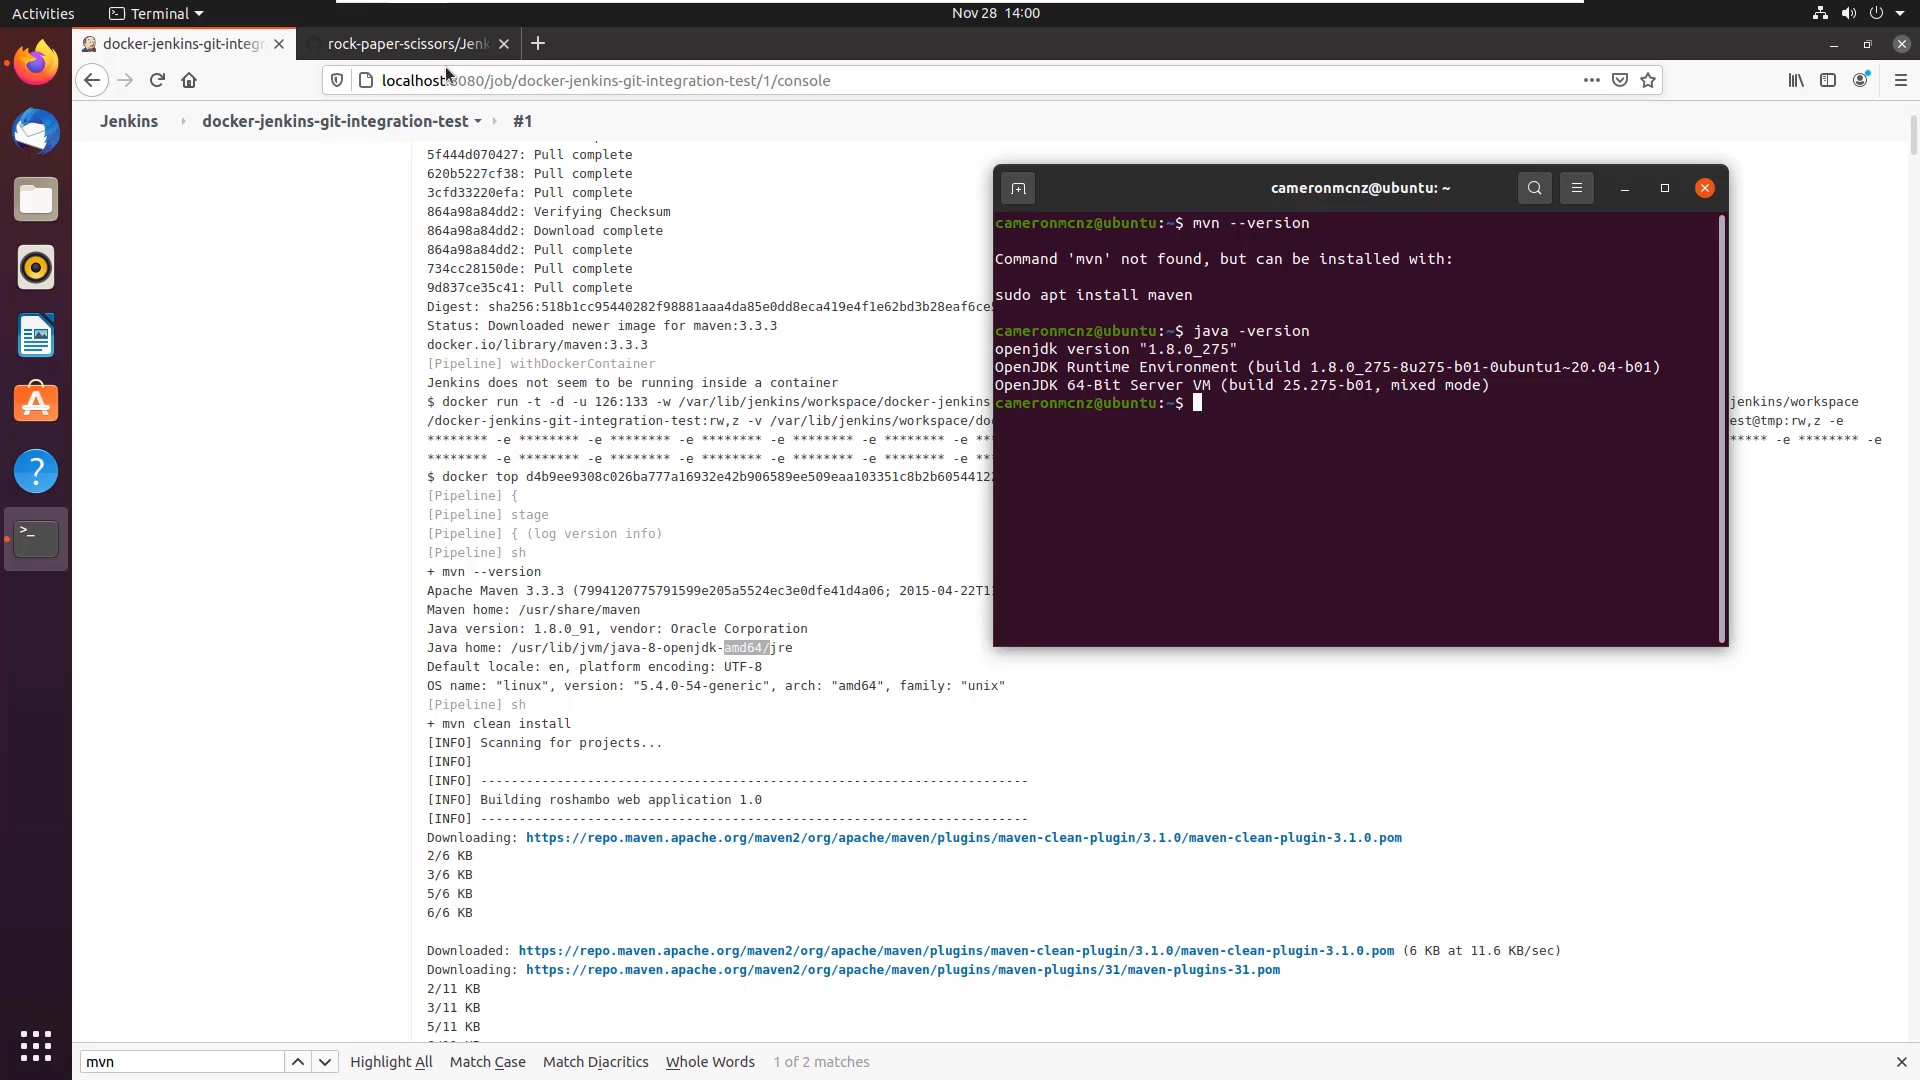 Activities
Terminal
Nov 28 14:00
docker-jenkins-git-integr
rock-paper-scissors/Jenk
localhost:8080/job/docker-jenkins-git-integration-test/1/console
Jenkins
docker-jenkins-git-integration-test
#1
5f444d070427: Pull complete
620b5227cf38: Pull complete
3cfd33220efa: Pull complete
864a98a84dd2: Verifying Checksum
864a98a84dd2: Download complete
864a98a84dd2: Pull complete
734cc28150de: Pull complete
9d837ce35c41: Pull complete
Digest: sha256:518b1cc95440282f98881aaa4da85e0dd8eca419e4f1e62bd3b28eaf6ce
Status: Downloaded newer image for maven:3.3.3
docker.io/library/maven:3.3.3
[Pipeline] withDockerContainer
Jenkins does not seem to be running inside a container
$ docker run -t -d -u 126:133 -w /var/lib/jenkins/workspace/docker-jenkins
jenkins/workspace
/docker-jenkins-git-integration-test:rw,z -v /var/lib/jenkins/workspace/do
est@tmp:rw,z -e
******** -e ******** -e ******** -e ******** -e ******** -e ******** -e ******** -e **
***** -e ******** -e
******** -e ******** -e ******** -e ******** -e ******** -e ******** -e ******** -e **
$ docker top d4b9ee9308c026ba777a16932e42b906589ee509eaa103351c8b2b6054412
[Pipeline] {
[Pipeline] stage
[Pipeline] { (log version info)
[Pipeline] sh
+ mvn --version
Apache Maven 3.3.3 (7994120775791599e205a5524ec3e0dfe41d4a06; 2015-04-22T1
Maven home: /usr/share/maven
Java version: 1.8.0_91, vendor: Oracle Corporation
Java home: /usr/lib/jvm/java-8-openjdk-amd64/jre
Default locale: en, platform encoding: UTF-8
OS name: "linux", version: "5.4.0-54-generic", arch: "amd64", family: "unix"
[Pipeline] sh
+ mvn clean install
[INFO] Scanning for projects...
[INFO]
[INFO] ------------------------------------------------------------------------
[INFO] Building roshambo web application 1.0
[INFO] ------------------------------------------------------------------------
Downloading: https://repo.maven.apache.org/maven2/org/apache/maven/plugins/maven-clean-plugin/3.1.0/maven-clean-plugin-3.1.0.pom
2/6 KB
3/6 KB
5/6 KB
6/6 KB
Downloaded: https://repo.maven.apache.org/maven2/org/apache/maven/plugins/maven-clean-plugin/3.1.0/maven-clean-plugin-3.1.0.pom (6 KB at 11.6 KB/sec)
Downloading: https://repo.maven.apache.org/maven2/org/apache/maven/plugins/maven-plugins/31/maven-plugins-31.pom
2/11 KB
3/11 KB
5/11 KB
cameronmcnz@ubuntu: ~
cameronmcnz@ubuntu:~$ mvn --version
Command 'mvn' not found, but can be installed with:
sudo apt install maven
cameronmcnz@ubuntu:~$ java -version
openjdk version "1.8.0_275"
OpenJDK Runtime Environment (build 1.8.0_275-8u275-b01-0ubuntu1~20.04-b01)
OpenJDK 64-Bit Server VM (build 25.275-b01, mixed mode)
cameronmcnz@ubuntu:~$
mvn
Highlight All
Match Case
Match Diacritics
Whole Words
1 of 2 matches